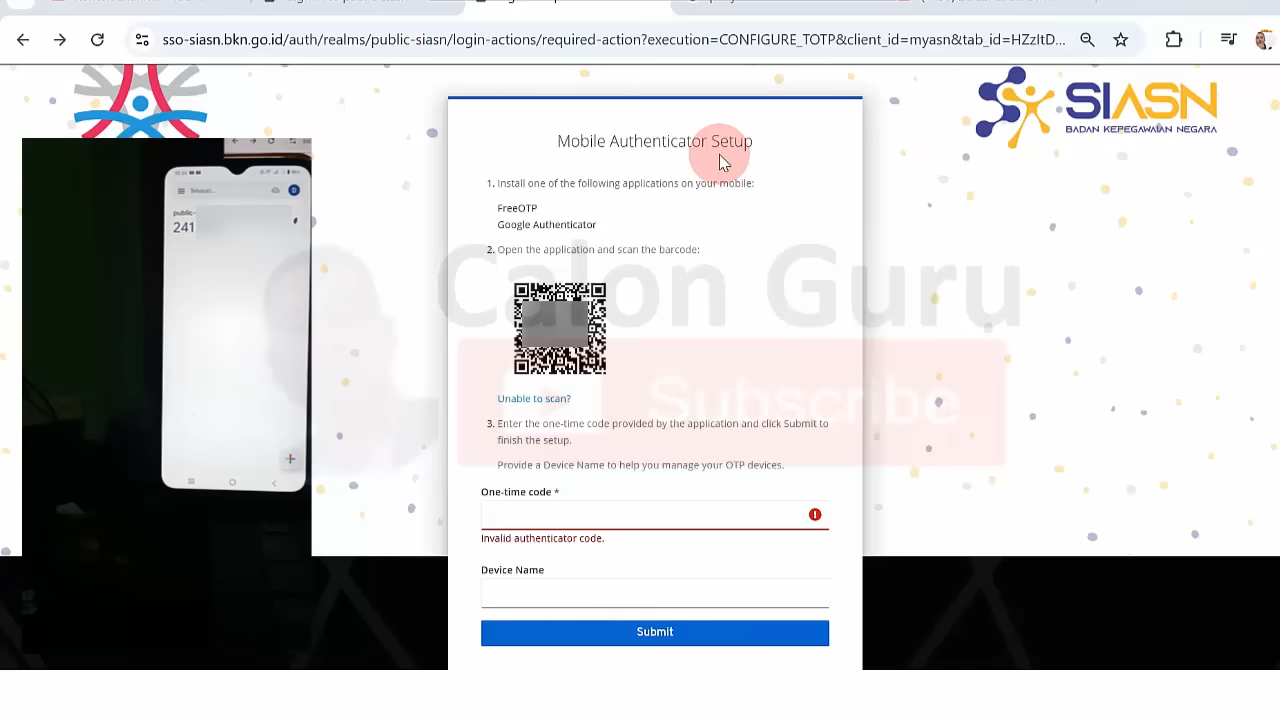 sso-siasn.bkn.go.id/auth/realms/public-siasn/login-actions/required-action?execution=CONFIGURE_TOTP&client_id=myasn&tab_id=HZzItD...
SIASN
BADAN KEPEGAWAIAN NEGARA
Mobile Authenticator Setup
1. Install one of the following applications on your mobile:
FreeOTP
Google Authenticator
2. Open the application and scan the barcode:
Unable to scan?
3. Enter the one-time code provided by the application and click Submit to
finish the setup.
Provide a Device Name to help you manage your OTP devices.
One-time code *
Invalid authenticator code.
Device Name
Submit
Telusuri...
public-
241
Calon Guru
Subscribe